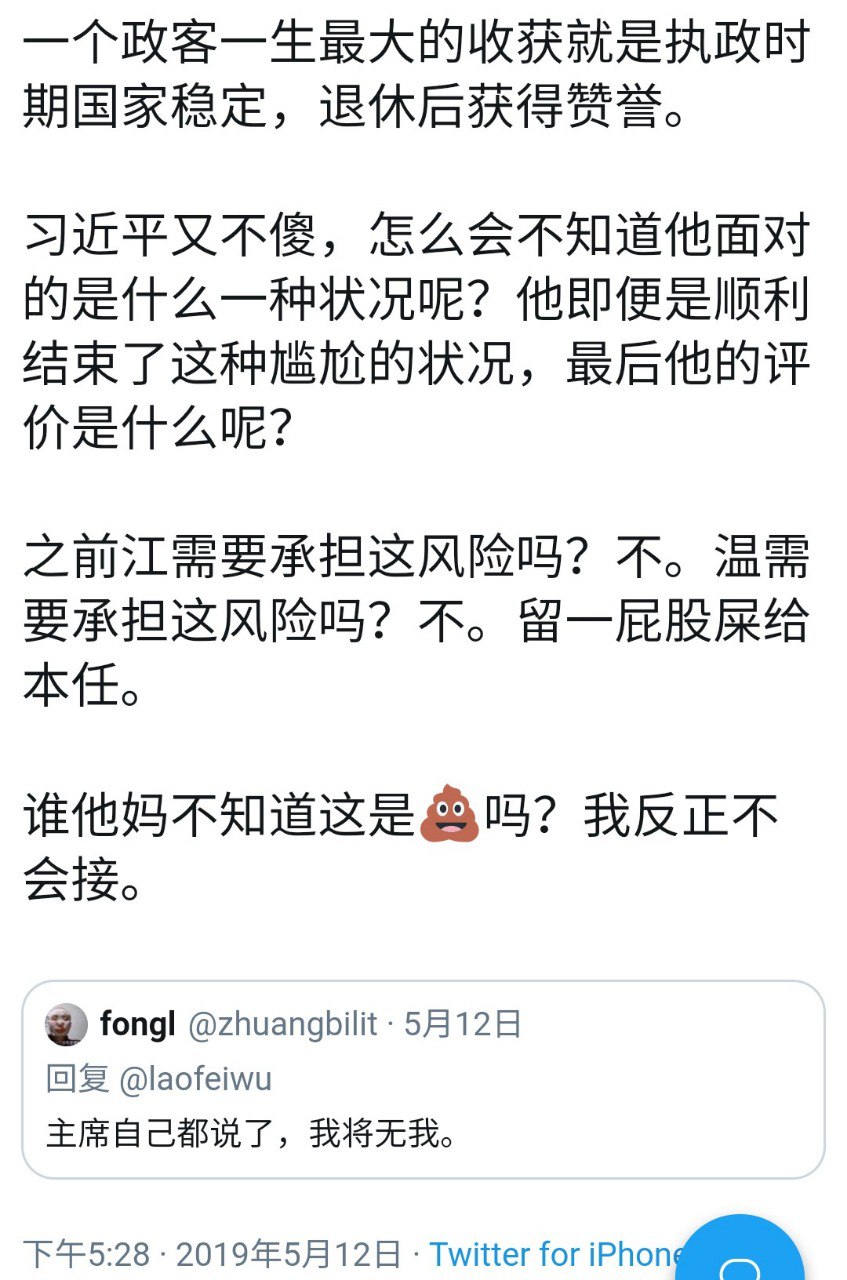 一个政客一生最大的收获就是执政时
期国家稳定，退休后获得赞誉。
习近平又不傻，怎么会不知道他面对
的是什么一种状况呢？他即便是顺利
结束了这种尴尬的状况，最后他的评
价是什么呢？
之前江需要承担这风险吗？不。温需
要承担这风险吗？不。留一屁股屎给
本任。
谁他妈不知道这是💩吗？我反正不
会接。
fongl @zhuangbilit · 5月12日
回复 @laofeiwu
主席自己都说了，我将无我。
下午5:28 · 2019年5月12日 · Twitter for iPhone